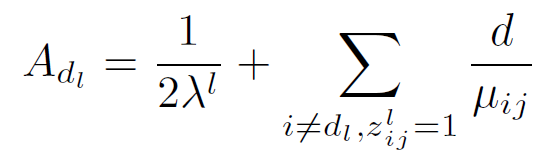 $A_{d_l} = \frac{1}{2\lambda^l} + \sum_{i \neq d_l, z_{ij}^l = 1} \frac{d}{\mu_{ij}}$